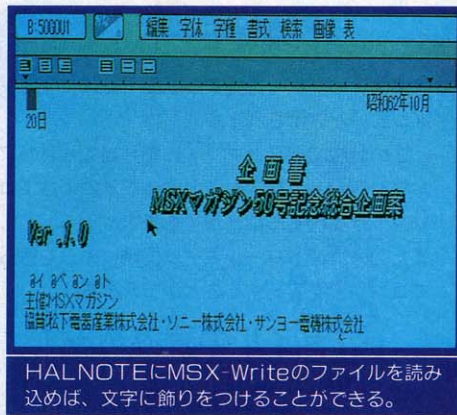 B:50GOU1 編集 字体 字種 書式 検索 画像 表
昭和62年10月
20日
企画書
MSXマガジン50号記念総合企画案
Ver .1.0
∂イ ∂ベ ∂ン ∂ト
主催:MSXマガジン
協賛:松下電器産業株式会社・ソニー株式会社・サンヨー電機株式会社
HALNOTEにMSX-Writeのファイルを読み
込めば、文字に飾りをつけることができる。